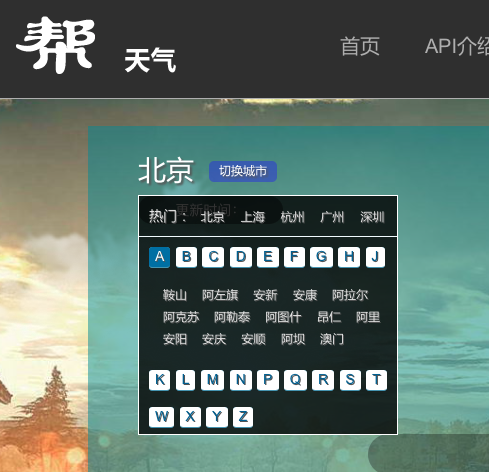 帮 天气 首页 API介绍
北京 切换城市
更新时间：
热门： 北京 上海 杭州 广州 深圳
A B C D E F G H J
鞍山 阿左旗 安新 安康 阿拉尔
阿克苏 阿勒泰 阿图什 昂仁 阿里
安阳 安庆 安顺 阿坝 澳门
K L M N P Q R S T
W X Y Z